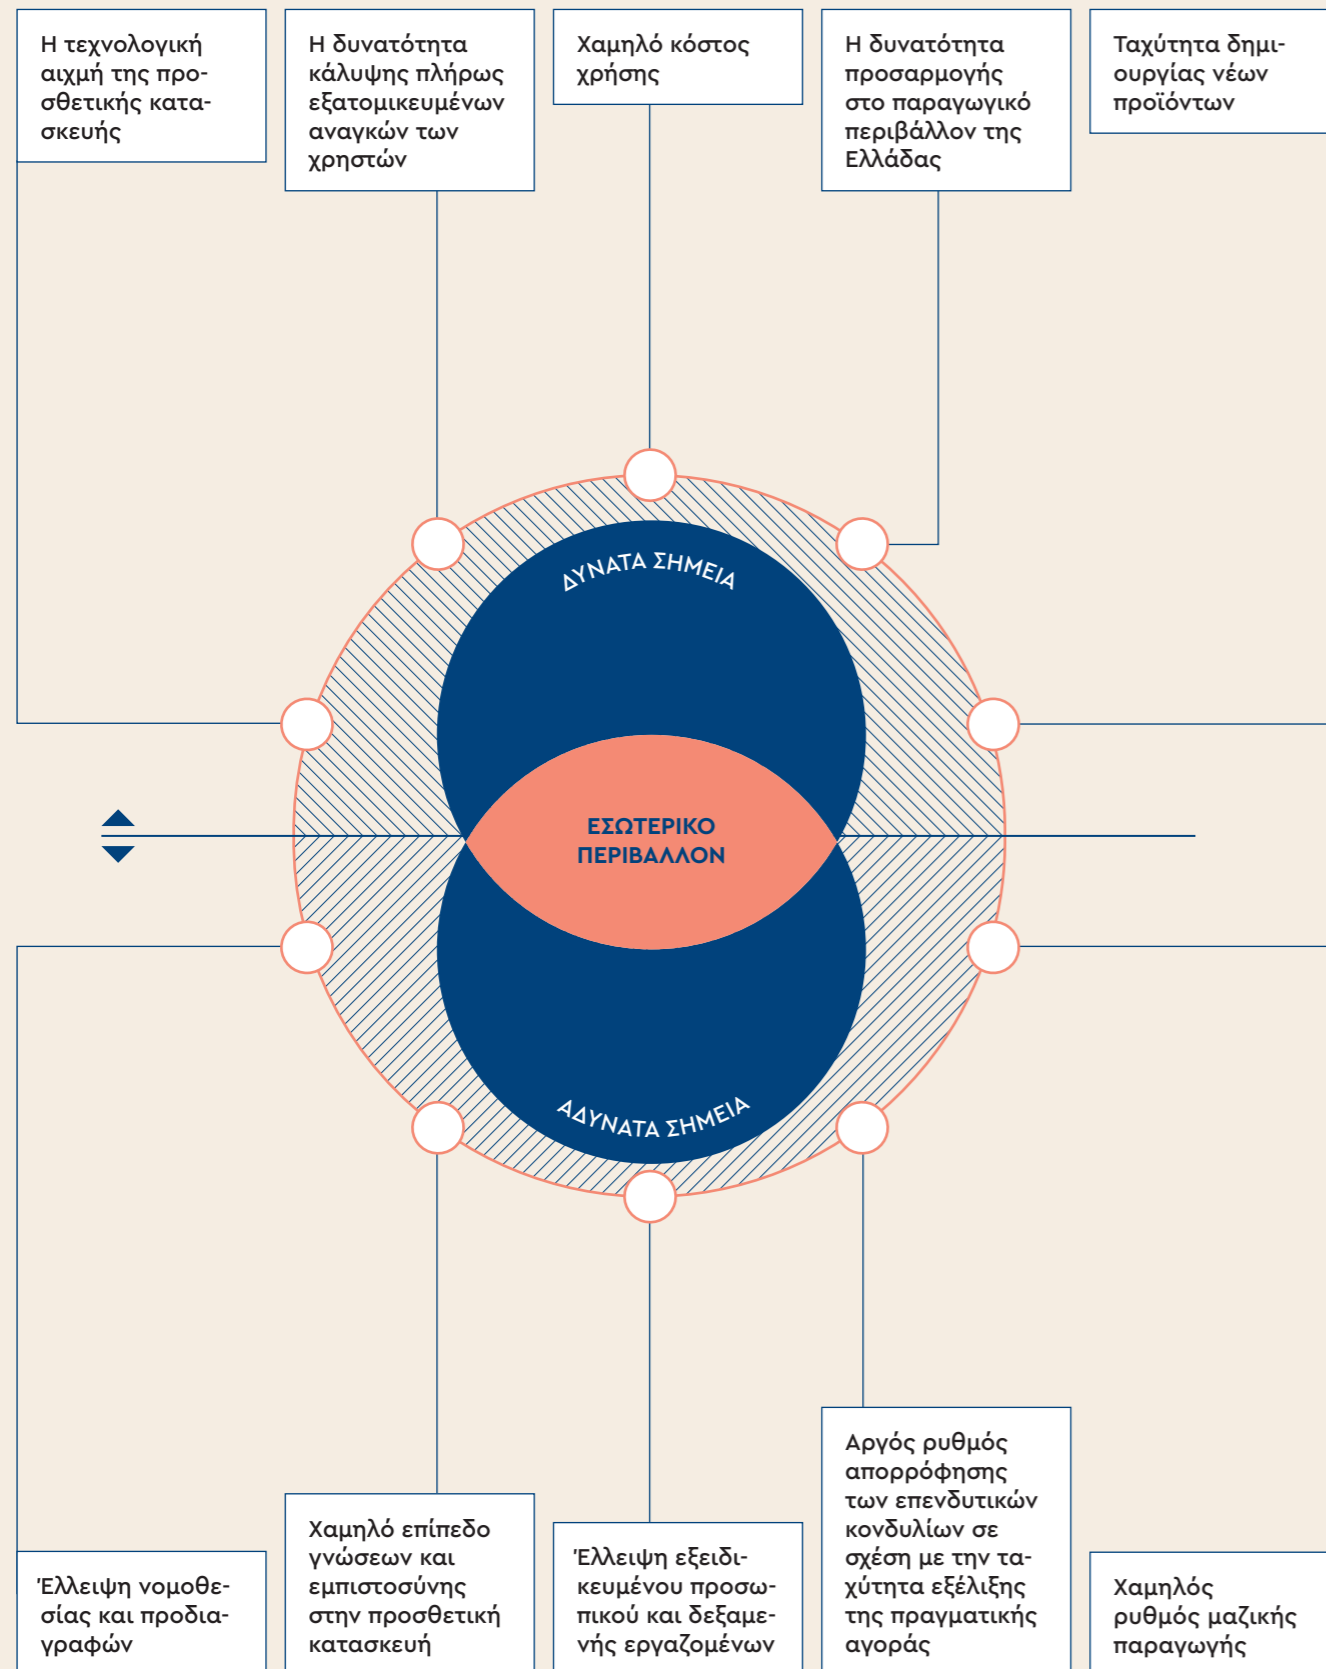 Η τεχνολογική
αιχμή της προ-
σθετικής κατα-
σκευής
Η δυνατότητα
κάλυψης πλήρως
εξατομικευμένων
αναγκών των
χρηστών
Χαμηλό κόστος
χρήσης
Η δυνατότητα
προσαρμογής
στο παραγωγικό
περιβάλλον της
Ελλάδας
Ταχύτητα δημι-
ουργίας νέων
προϊόντων
ΔΥΝΑΤΑ ΣΗΜΕΙΑ
ΕΣΩΤΕΡΙΚΟ
ΠΕΡΙΒΑΛΛΟΝ
ΑΔΥΝΑΤΑ ΣΗΜΕΙΑ
Έλλειψη νομοθε-
σίας και προδια-
γραφών
Χαμηλό επίπεδο
γνώσεων και
εμπιστοσύνης
στην προσθετική
κατασκευή
Έλλειψη εξειδι-
κευμένου προσω-
πικού και δεξαμε-
νής εργαζομένων
Αργός ρυθμός
απορρόφησης
των επενδυτικών
κονδυλίων σε
σχέση με την τα-
χύτητα εξέλιξης
της πραγματικής
αγοράς
Χαμηλός
ρυθμός μαζικής
παραγωγής